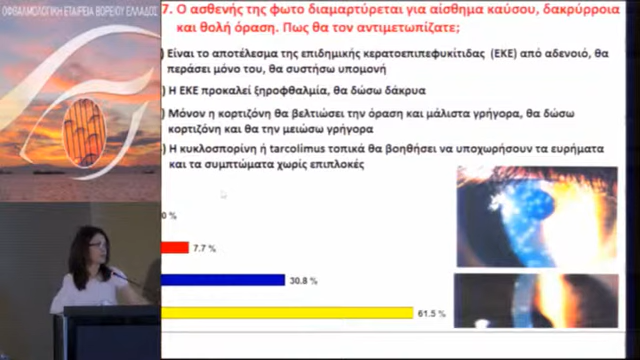 ΟΦΘΑΛΜΟΛΟΓΙΚΗ ΕΤΑΙΡΕΙΑ ΒΟΡΕΙΟΥ ΕΛΛΑΔΟΣ
7. Ο ασθενής της φωτο διαμαρτύρεται για αίσθημα καύσου, δακρύρροια
και θολή όραση. Πως θα τον αντιμετωπίζατε;
) Είναι το αποτέλεσμα της επιδημικής κερατοεπιπεφυκίτιδας (ΕΚΕ) από αδενοιό, θα
περάσει μόνο του, θα συστήσω υπομονή
) Η ΕΚΕ προκαλεί ξηροφθαλμία, θα δώσω δάκρυα
) Μόνον η κορτιζόνη θα βελτιώσει την όραση και μάλιστα γρήγορα, θα δώσω
κορτιζόνη και θα την μειώσω γρήγορα
) Η κυκλοσπορίνη ή tarcolimus τοπικά θα βοηθήσει να υποχωρήσουν τα ευρήματα
και τα συμπτώματα χωρίς επιπλοκές
0 %
7.7 %
30.8 %
61.5 %